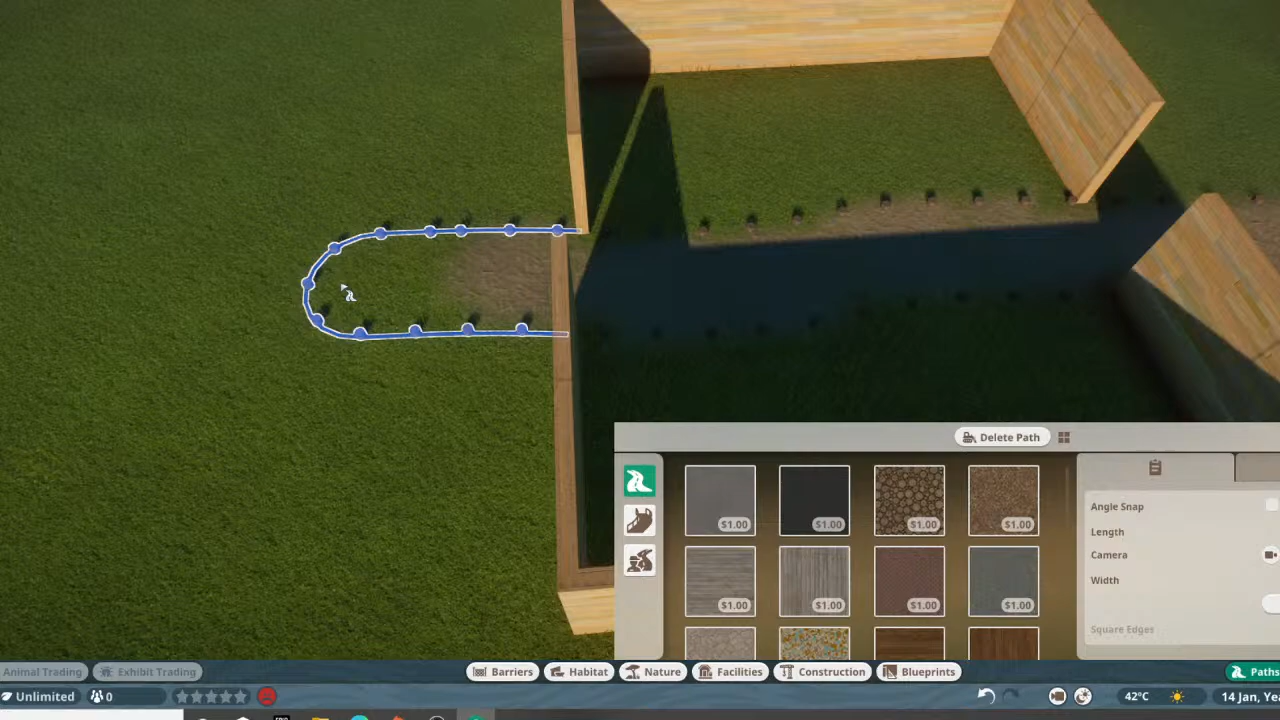 Delete Path
$1.00 $1.00 $1.00 $1.00
Angle Snap
Length
Camera
Width
$1.00 $1.00 $1.00 $1.00
Square Edges
Animal Trading Exhibit Trading Barriers Habitat Nature Facilities Construction Blueprints Paths
Unlimited 0 42°C 14 Jan, Yea